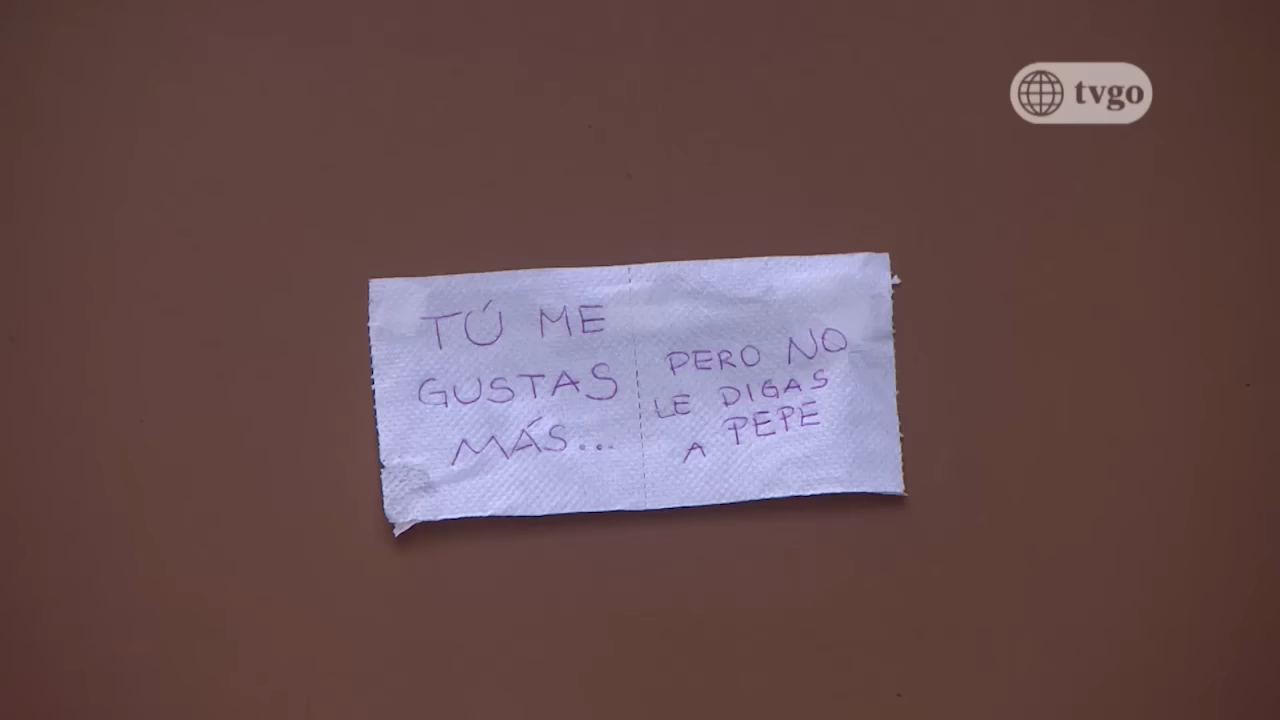 tvgo
TÚ ME
GUSTAS
MÁS...
PERO NO
LE DIGAS
A PEPE